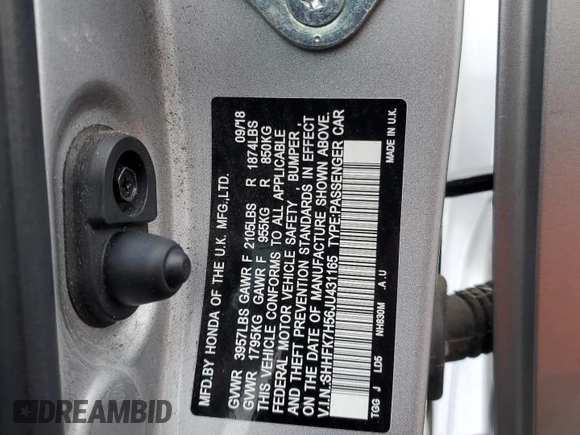 MFD.BY HONDA OF THE U.K. MFG.,LTD. 09/18
GVWR 3957LBS GAWR F 2105LBS R 1874LBS
GVWR 1795KG GAWR F 955KG R 850KG
THIS VEHICLE CONFORMS TO ALL APPLICABLE
FEDERAL MOTOR VEHICLE SAFETY , BUMPER ,
AND THEFT PREVENTION STANDARDS IN EFFECT
ON THE DATE OF MANUFACTURE SHOWN ABOVE.
V.I.N.:SHHFK7H56JU431165 TYPE:PASSENGER CAR
TGG J LD5 NH830M .A .U MADE IN U.K.
DREAMBID